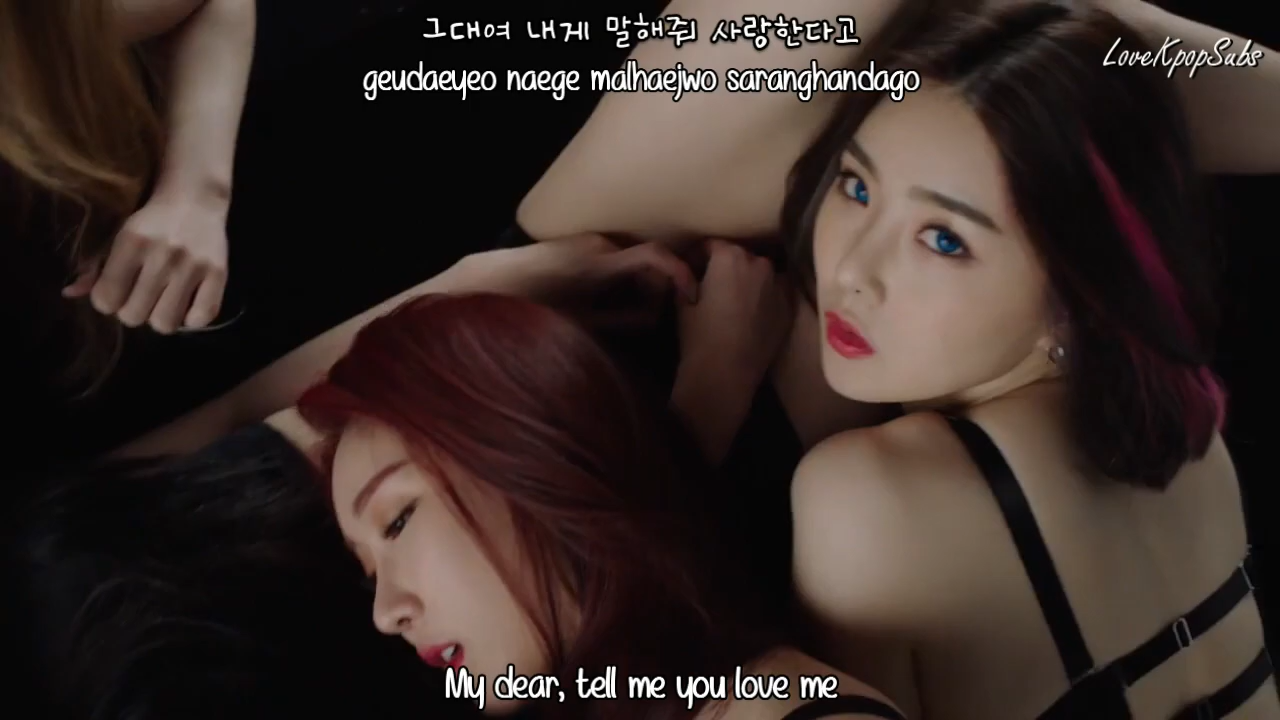 그대여 내게 말해줘 사랑한다고
LoveKpopSubs
geudaeyeo naege malhaejwo saranghandago
My dear, tell me you love me